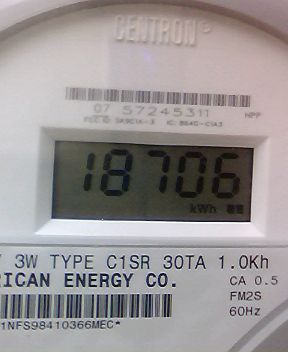 CENTRON®
07 57245311 HPP
18706
kWh
3W TYPE C1SR 30TA 1.0Kh
RICAN ENERGY CO. CA 0.5
FM2S
1NFS98410366MEC* 60Hz